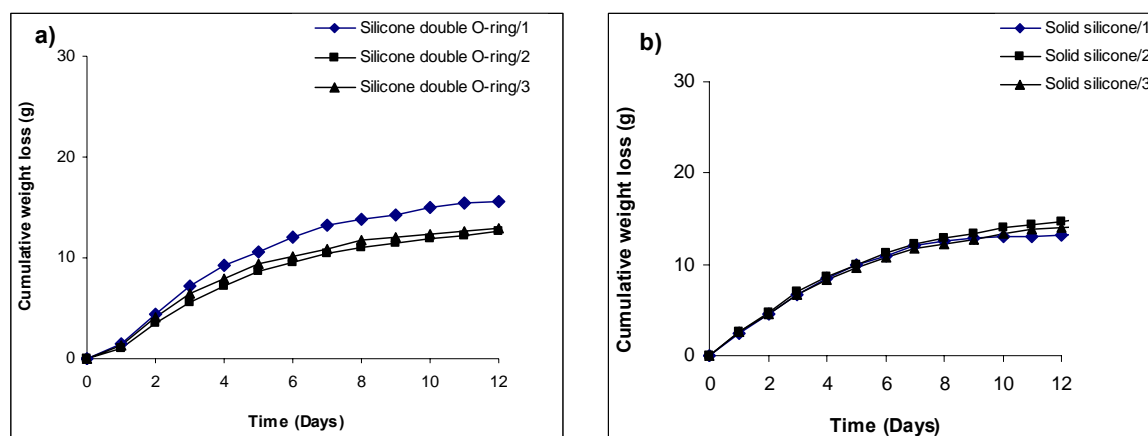 a)
Silicone double O-ring/1
Silicone double O-ring/2
Silicone double O-ring/3
30
20
10
0
Cumulative weight loss (g)
0 2 4 6 8 10 12
Time (Days)
b)
Solid silicone/1
Solid silicone/2
Solid silicone/3
30
20
10
0
Cumulative weight loss (g)
0 2 4 6 8 10 12
Time (Days)